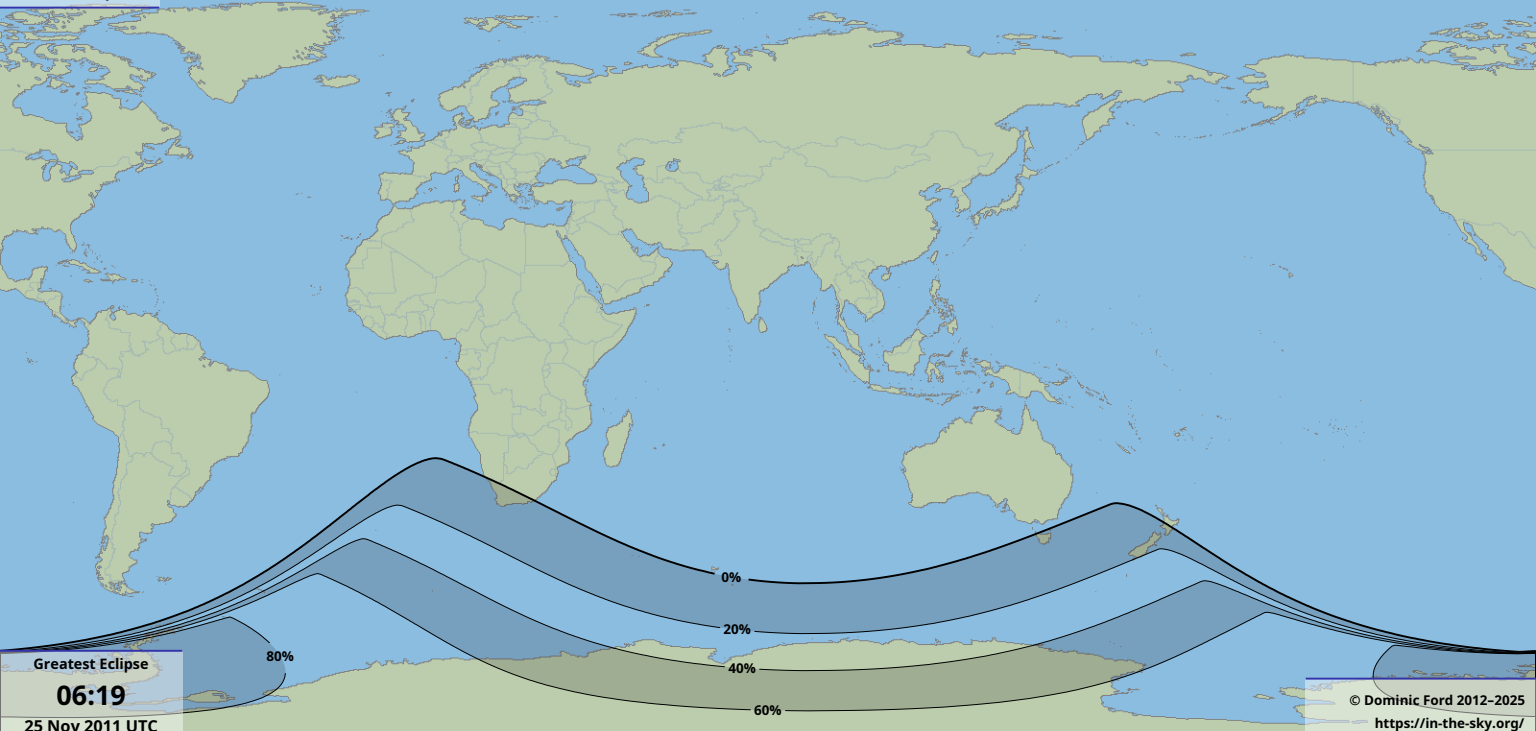 0%
20%
80%
40%
60%
Greatest Eclipse
06:19
25 Nov 2011 UTC
© Dominic Ford 2012–2025
https://in-the-sky.org/